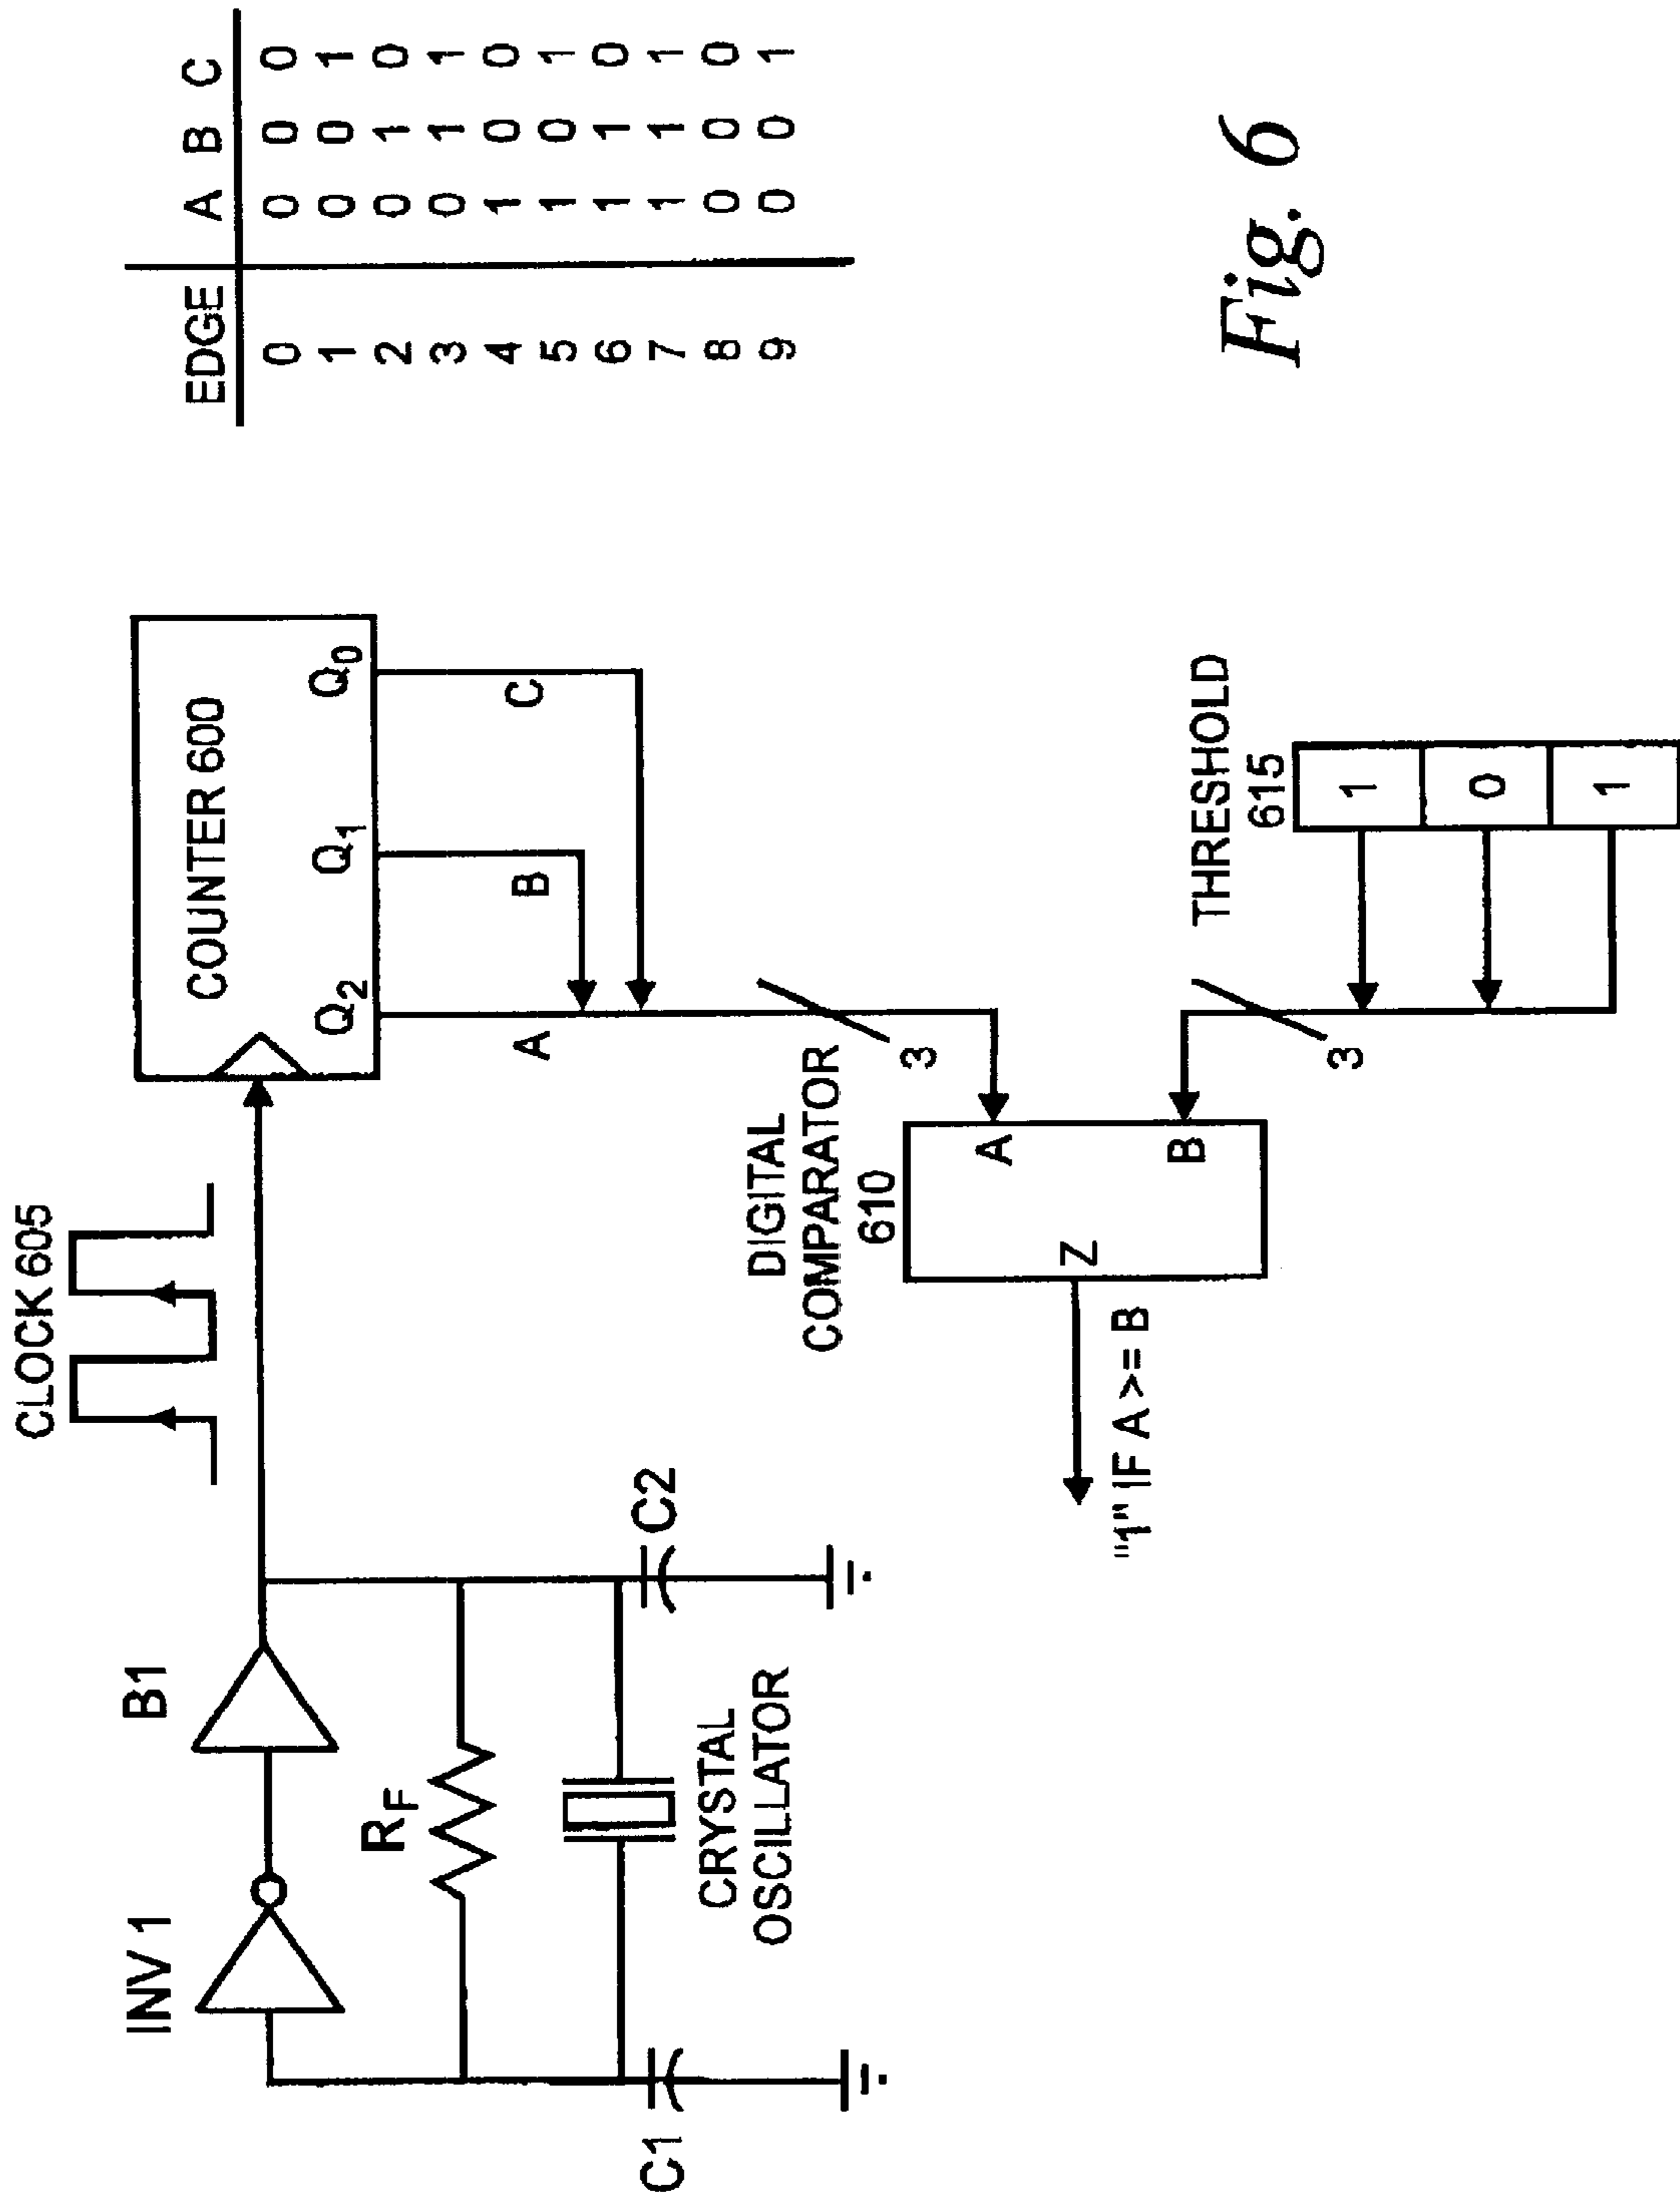 EDGE A B C
0 0 0 0
1 0 0 1
2 0 1 0
3 0 1 1
4 1 0 0
5 1 0 1
6 1 1 0
7 1 1 1
8 0 0 0
9 0 0 1
CLOCK 605
INV 1
B1
COUNTER 600
Q2
Q1
Q0
RF
A
B
C
CRYSTAL
OSCILLATOR
C1
C2
3
DIGITAL
COMPARATOR
610
A
B
Z
"1" IF A >= B
3
THRESHOLD
615
1
0
1
Fig. 6